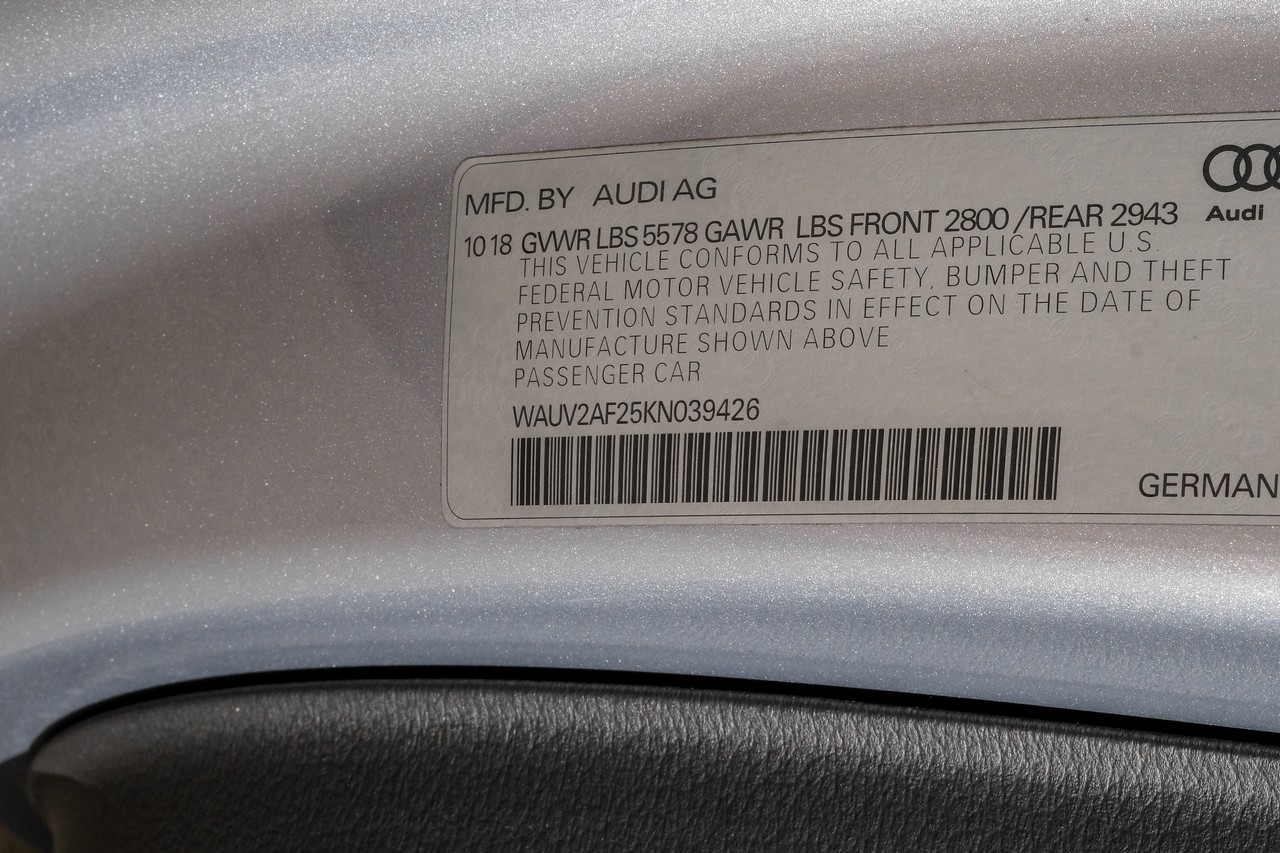 MFD. BY AUDI AG
10 18 GVWR LBS 5578 GAWR LBS FRONT 2800 /REAR 2943
Audi
THIS VEHICLE CONFORMS TO ALL APPLICABLE U.S.
FEDERAL MOTOR VEHICLE SAFETY, BUMPER AND THEFT
PREVENTION STANDARDS IN EFFECT ON THE DATE OF
MANUFACTURE SHOWN ABOVE
PASSENGER CAR
WAUV2AF25KN039426
GERMAN